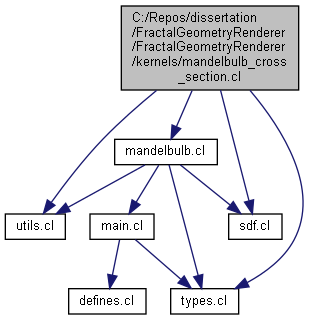 C:/Repos/dissertation
/FractalGeometryRenderer
/FractalGeometryRenderer
/kernels/mandelbulb_cross
_section.cl
mandelbulb.cl
utils.cl
main.cl
sdf.cl
defines.cl
types.cl